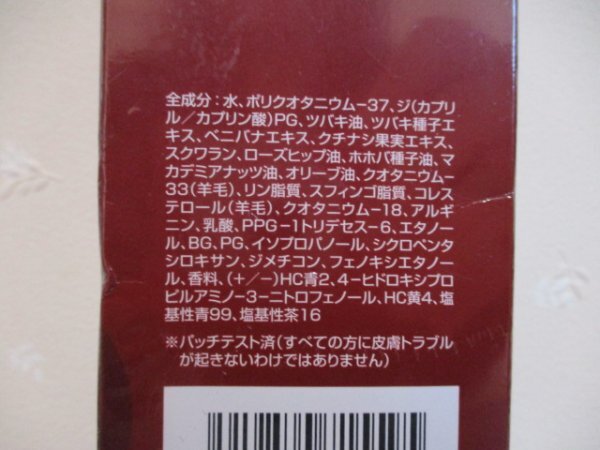 全成分：水、ポリクオタニウム−37、ジ(カプリ
ル／カプリン酸)PG、ツバキ油、ツバキ種子エ
キス、ベニバナエキス、クチナシ果実エキス、
スクワラン、ローズヒップ油、ホホバ種子油、マ
カデミアナッツ油、オリーブ油、クオタニウム−
33(羊毛)、リン脂質、スフィンゴ脂質、コレス
テロール(羊毛)、クオタニウム−18、アルギ
ニン、乳酸、PPG−1トリデセス−6、エタノ
ール、BG、PG、イソプロパノール、シクロペンタ
シロキサン、ジメチコン、フェノキシエタノー
ル、香料、(＋／−)HC青2、4−ヒドロキシプロ
ピルアミノ−3−ニトロフェノール、HC黄4、塩
基性青99、塩基性茶16
※パッチテスト済(すべての方に皮膚トラブル
が起きないわけではありません)